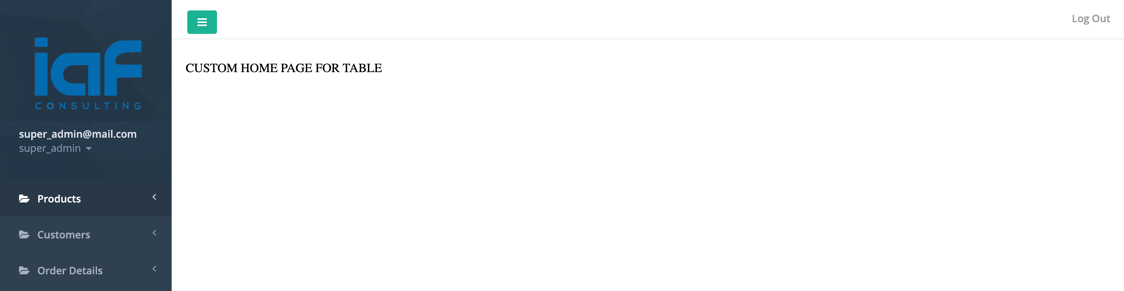 iaf
CONSULTING
super_admin@mail.com
super_admin
Products
Customers
Order Details
Log Out
CUSTOM HOME PAGE FOR TABLE